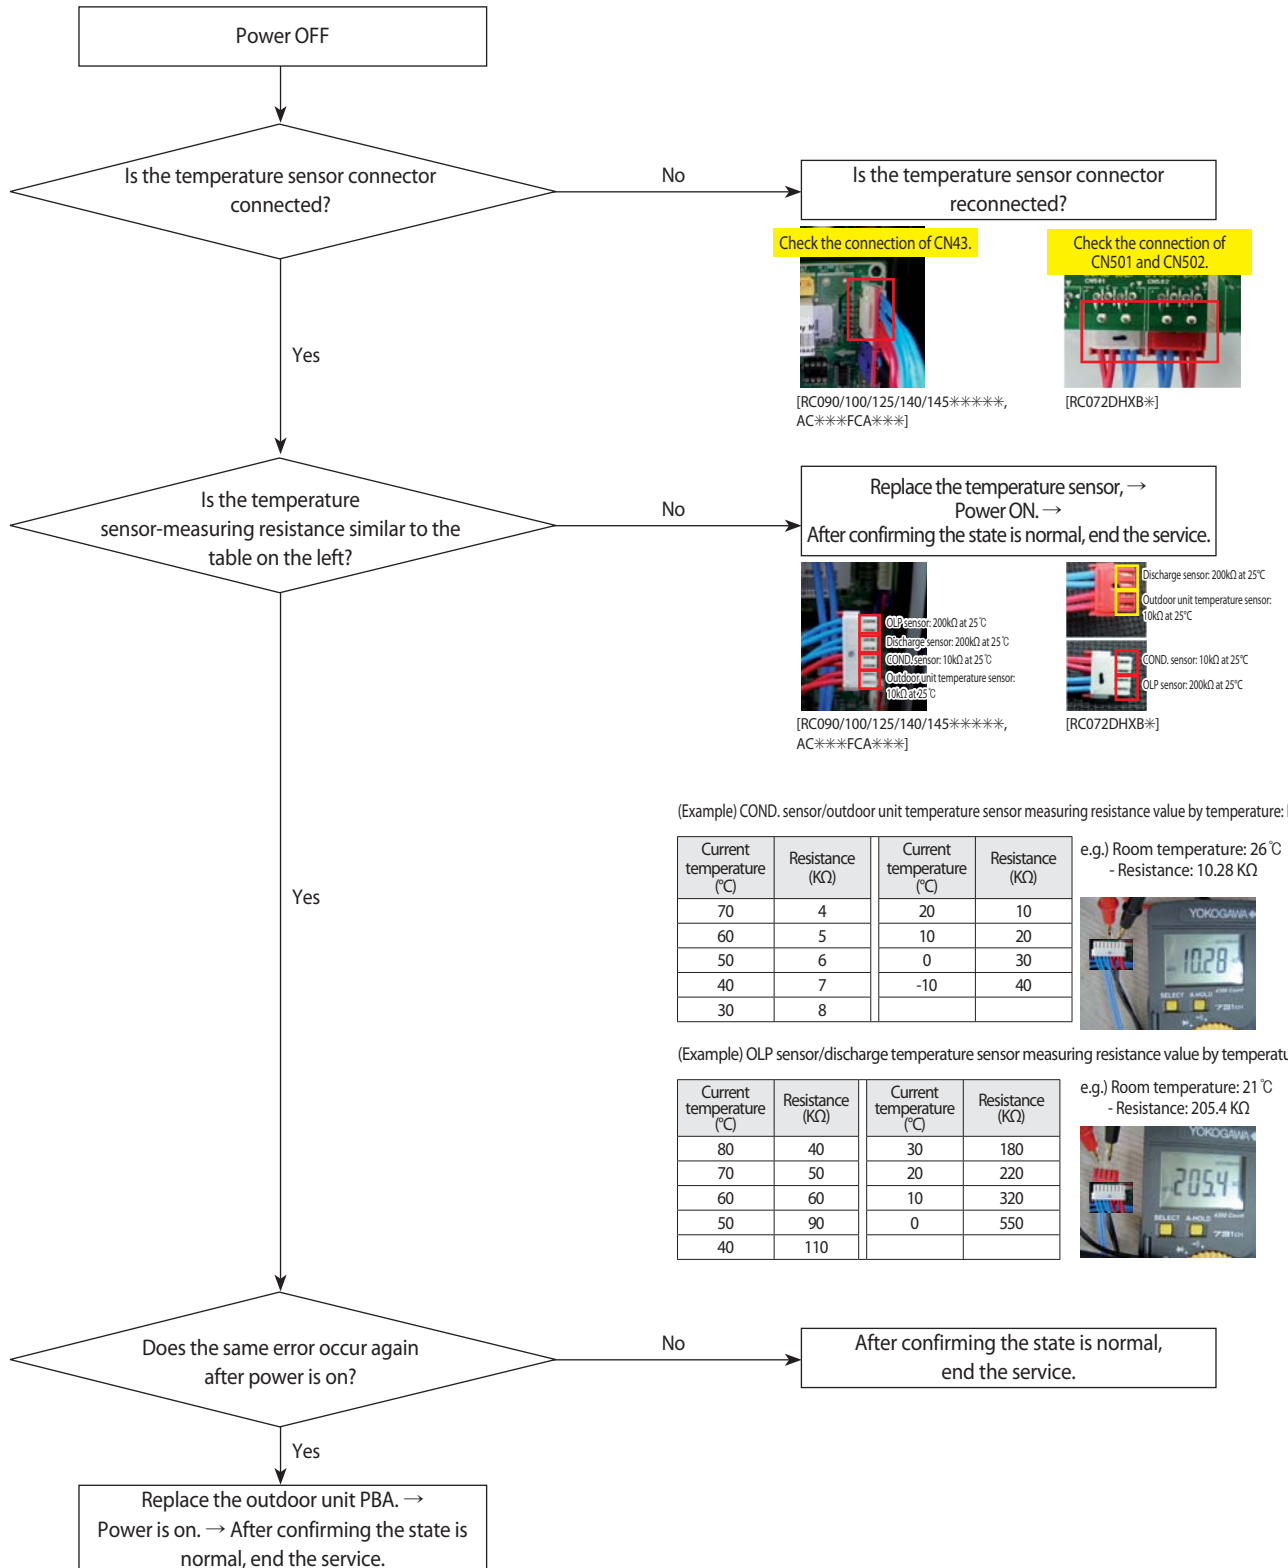 Power OFF
Is the temperature sensor connector
connected?
No
Is the temperature sensor connector
reconnected?
Check the connection of CN43.
Check the connection of
CN501 and CN502.
CN501
[RC090/100/125/140/145✳✳✳✳✳,
AC✳✳✳FCA✳✳✳]
[RC072DHXB✳]
Yes
Is the temperature
sensor-measuring resistance similar to the
table on the left?
No
Replace the temperature sensor, →
Power ON. →
After confirming the state is normal, end the service.
OLP sensor: 200kΩ at 25℃
Discharge sensor: 200kΩ at 25℃
COND. sensor: 10kΩ at 25℃
Outdoor unit temperature sensor:
10kΩ at 25℃
Discharge sensor: 200kΩ at 25℃
Outdoor unit temperature sensor:
10kΩ at 25℃
COND. sensor: 10kΩ at 25℃
OLP sensor: 200kΩ at 25℃
[RC090/100/125/140/145✳✳✳✳✳,
AC✳✳✳FCA✳✳✳]
[RC072DHXB✳]
Yes
(Example) COND. sensor/outdoor unit temperature sensor measuring resistance value by temperature:
Current temperature (℃) Resistance (KΩ) Current temperature (℃) Resistance (KΩ)
70 4 20 10
60 5 10 20
50 6 0 30
40 7 -10 40
30 8
e.g.) Room temperature: 26℃
- Resistance: 10.28 KΩ
YOKOGAWA
10.28
SELECT A-HOLD
731
(Example) OLP sensor/discharge temperature sensor measuring resistance value by
Current temperature (℃) Resistance (KΩ) Current temperature (℃) Resistance (KΩ)
80 40 30 180
70 50 20 220
60 60 10 320
50 90 0 550
40 110
e.g.) Room temperature: 21℃
- Resistance: 205.4 KΩ
YOKOGAWA
205.4
SELECT A-HOLD
731
Does the same error occur again
after power is on?
No
After confirming the state is normal,
end the service.
Yes
Replace the outdoor unit PBA. →
Power is on. → After confirming the state is
normal, end the service.